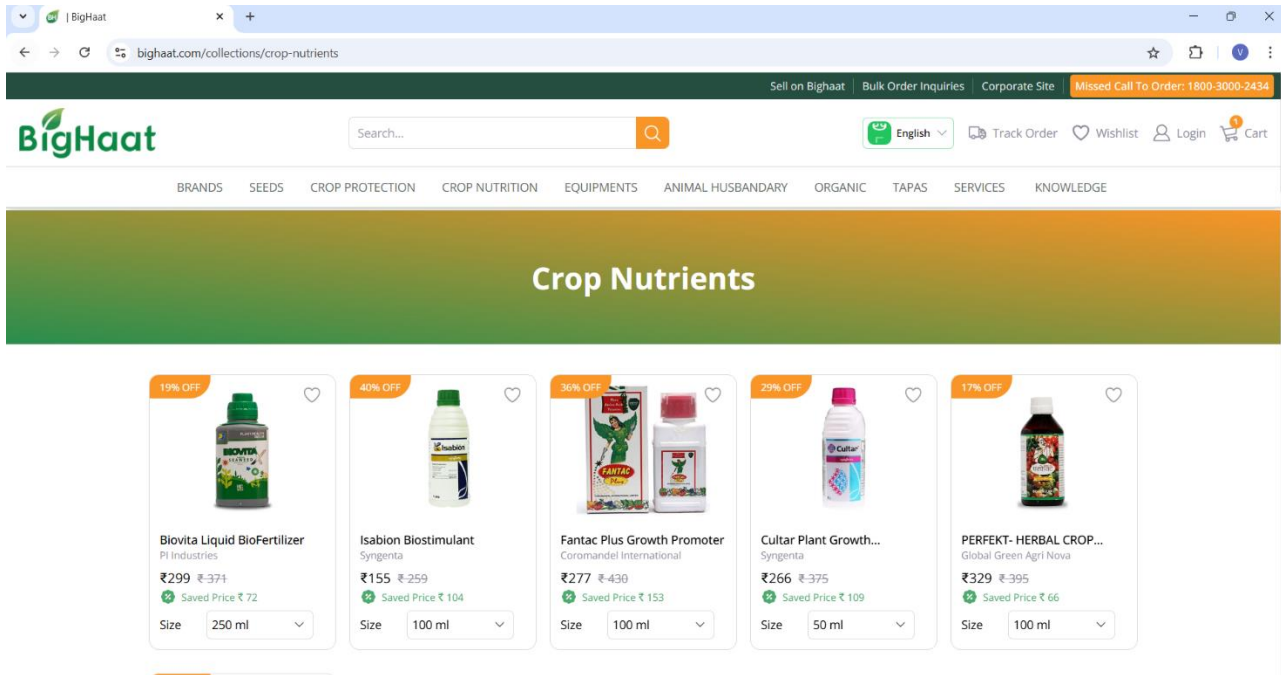 | BigHaat
bighaat.com/collections/crop-nutrients
V
Sell on Bighaat Bulk Order Inquiries Corporate Site Missed Call To Order: 1800-3000-2434
BigHaat
Search...
English
Track Order Wishlist Login 1 Cart
BRANDS SEEDS CROP PROTECTION CROP NUTRITION EQUIPMENTS ANIMAL HUSBANDARY ORGANIC TAPAS SERVICES KNOWLEDGE
Crop Nutrients
19% OFF 40% OFF 36% OFF 29% OFF 17% OFF
BIOVITA Isabion FANTAC Plus Cultar
Biovita Liquid BioFertilizer Isabion Biostimulant Fantac Plus Growth Promoter Cultar Plant Growth... PERFEKT- HERBAL CROP...
PI Industries Syngenta Coromandel International Syngenta Global Green Agri Nova
₹299 ₹ 371 ₹155 ₹ 259 ₹277 ₹ 430 ₹266 ₹ 375 ₹329 ₹ 395
Saved Price ₹ 72 Saved Price ₹ 104 Saved Price ₹ 153 Saved Price ₹ 109 Saved Price ₹ 66
Size 250 ml Size 100 ml Size 100 ml Size 50 ml Size 100 ml